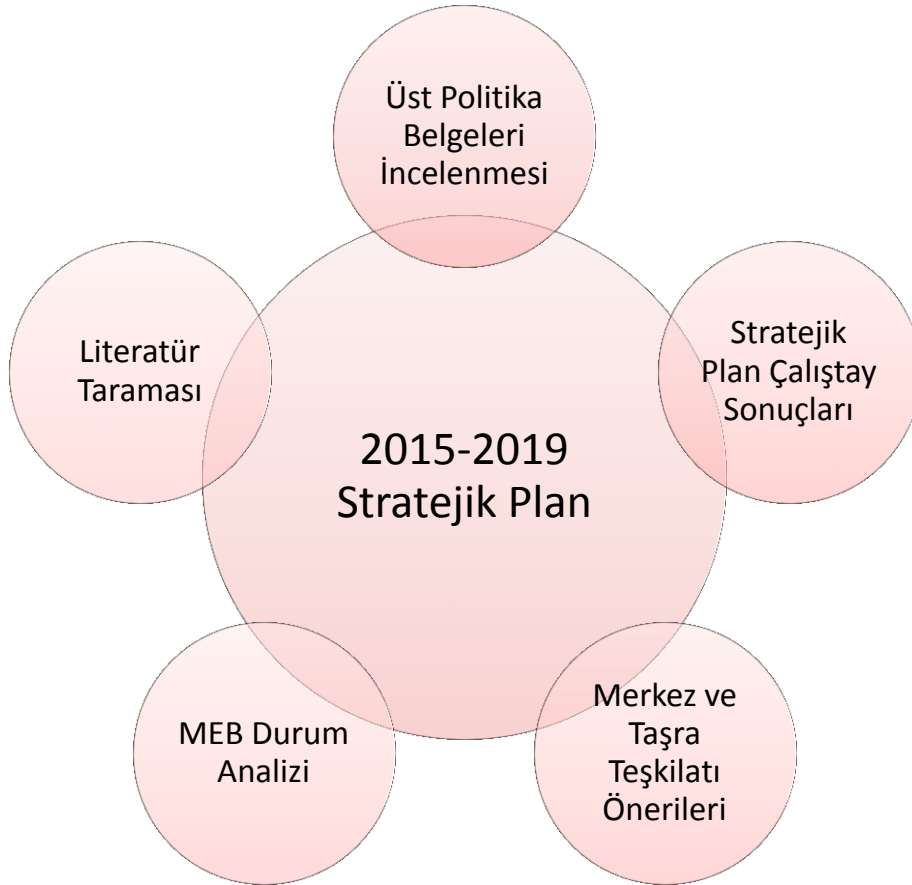 Üst Politika
Belgeleri
İncelenmesi
Stratejik
Plan Çalıştay
Sonuçları
Literatür
Taraması
2015-2019
Stratejik Plan
MEB Durum
Analizi
Merkez ve
Taşra
Teşkilatı
Önerileri